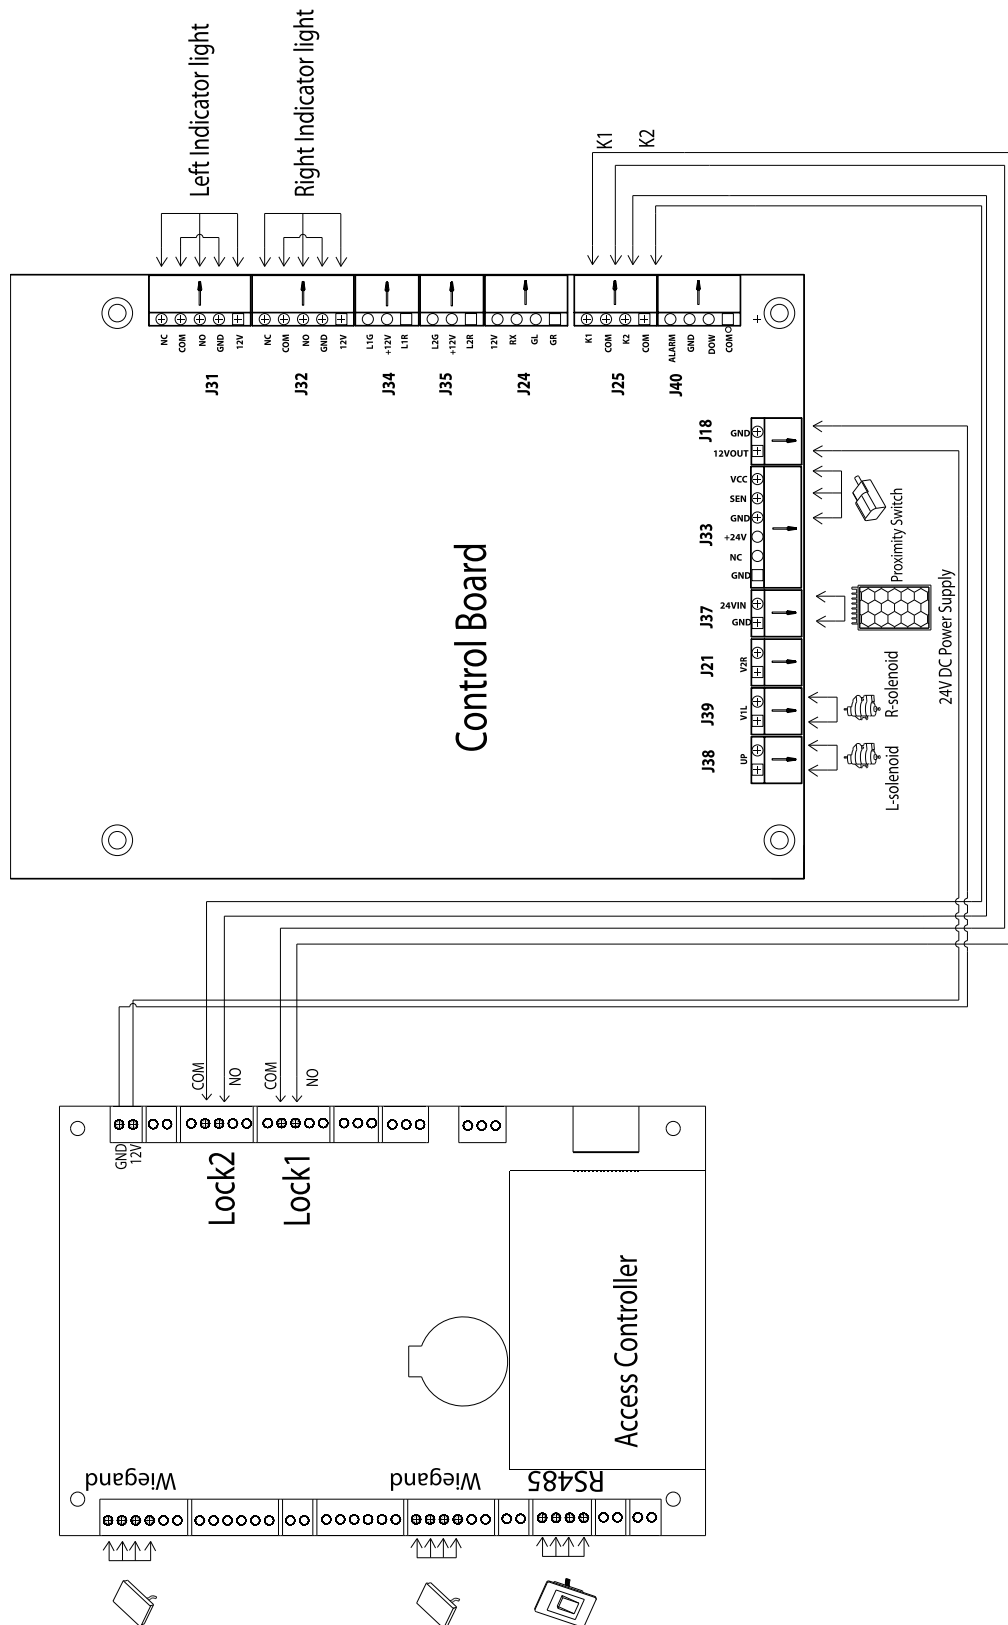 Left Indicator light
Right Indicator light
K1
K2
NC
COM
NO
GND
12V
J31
NC
COM
NO
GND
12V
J32
L1G
+12V
L1R
J34
L2G
+12V
L2R
J35
12V
RX
GL
GR
J24
K1
COM
K2
COM
J25
ALARM
GND
DOW
COM
J40
J18
GND
12VOUT
J33
VCC
SEN
GND
+24V
NC
GND
J37
24VIN
GND
J21
V2R
J39
V1L
J38
UP
Control Board
Proximity Switch
24V DC Power Supply
R-solenoid
L-solenoid
COM
NO
COM
NO
GND
12V
Lock2
Lock1
Access Controller
Wiegand
Wiegand
RS485